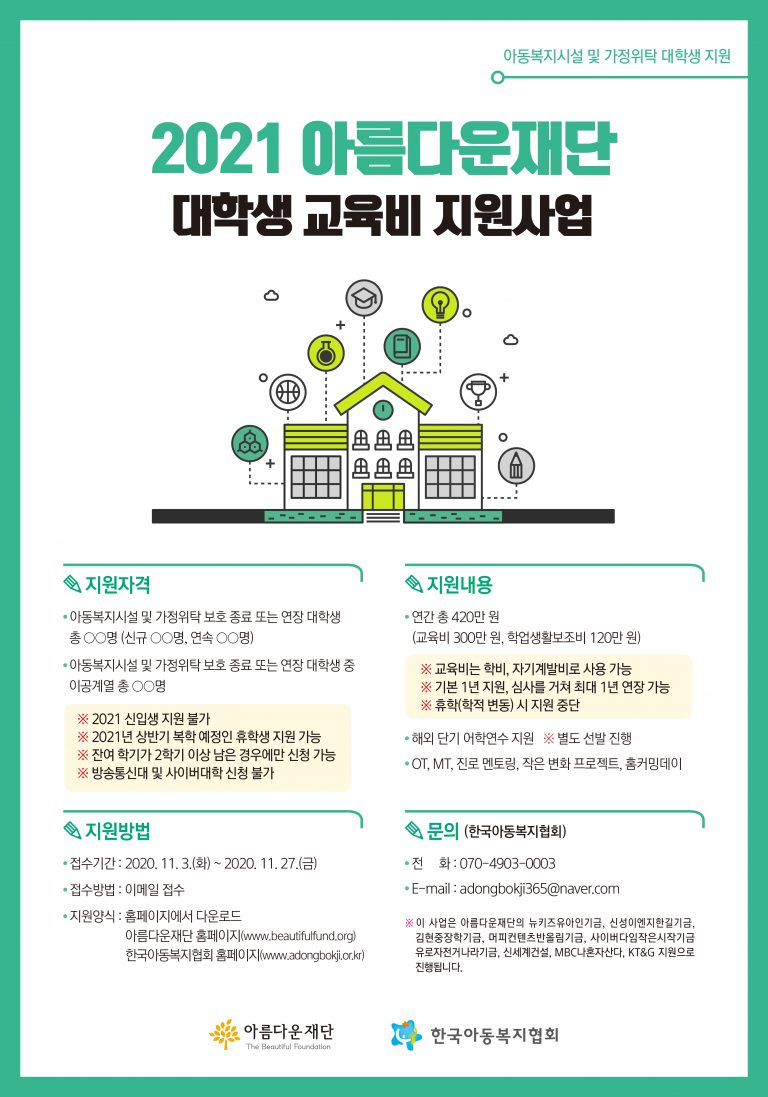 아동복지시설 및 가정위탁 대학생 지원
2021 아름다운재단
대학생 교육비 지원사업
지원자격
• 아동복지시설 및 가정위탁 보호 종료 또는 연장 대학생
총 ○○명 (신규 ○○명, 연속 ○○명)
• 아동복지시설 및 가정위탁 보호 종료 또는 연장 대학생 중
이공계열 총 ○○명
※ 2021 신입생 지원 불가
※ 2021년 상반기 복학 예정인 휴학생 지원 가능
※ 잔여 학기가 2학기 이상 남은 경우에만 신청 가능
※ 방송통신대 및 사이버대학 신청 불가
지원내용
• 연간 총 420만 원
(교육비 300만 원, 학업생활보조비 120만 원)
※ 교육비는 학비, 자기계발비로 사용 가능
※ 기본 1년 지원, 심사를 거쳐 최대 1년 연장 가능
※ 휴학(학적 변동) 시 지원 중단
• 해외 단기 어학연수 지원 ※ 별도 선발 진행
• OT, MT, 진로 멘토링, 작은 변화 프로젝트, 홈커밍데이
지원방법
• 접수기간 : 2020. 11. 3.(화) ~ 2020. 11. 27.(금)
• 접수방법 : 이메일 접수
• 지원양식 : 홈페이지에서 다운로드
아름다운재단 홈페이지(www.beautifulfund.org)
한국아동복지협회 홈페이지(www.adongbokji.or.kr)
문의 (한국아동복지협회)
• 전 화 : 070-4903-0003
• E-mail : adongbokji365@naver.com
※ 이 사업은 아름다운재단의 뉴키즈유아인기금, 신성이엔지한길기금,
김현중장학기금, 머피컨텐츠반올림기금, 사이버다임작은시작기금
유로자전거나라기금, 신세계건설, MBC나혼자산다, KT&G 지원으로
진행됩니다.
아름다운재단
The Beautiful Foundation
한국아동복지협회